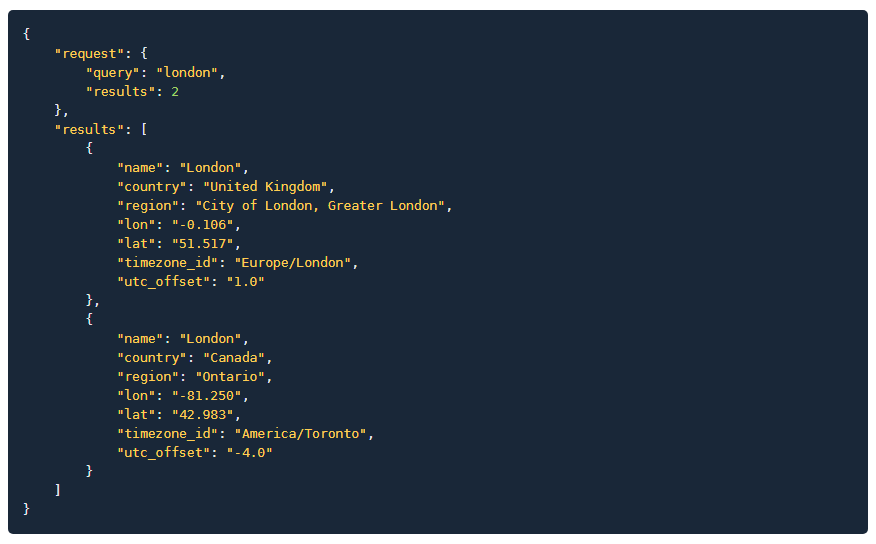 {
    "request": {
        "query": "london",
        "results": 2
    },
    "results": [
        {
            "name": "London",
            "country": "United Kingdom",
            "region": "City of London, Greater London",
            "lon": "-0.106",
            "lat": "51.517",
            "timezone_id": "Europe/London",
            "utc_offset": "1.0"
        },
        {
            "name": "London",
            "country": "Canada",
            "region": "Ontario",
            "lon": "-81.250",
            "lat": "42.983",
            "timezone_id": "America/Toronto",
            "utc_offset": "-4.0"
        }
    ]
}